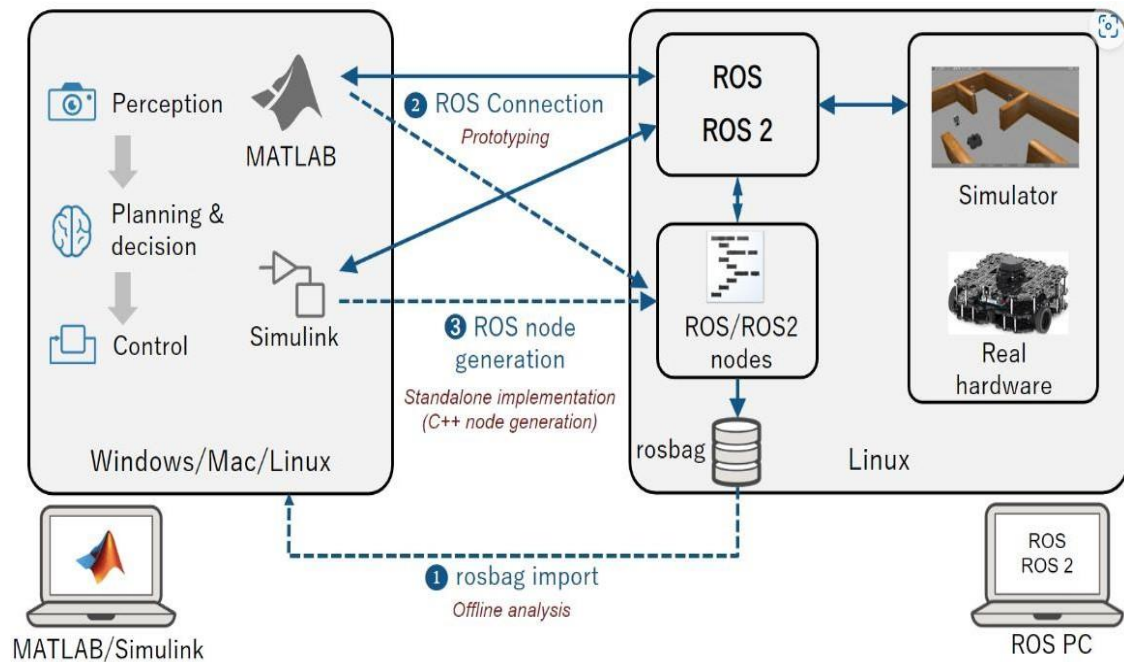 Perception
MATLAB
Planning &
decision
Simulink
Control
Windows/Mac/Linux
2 ROS Connection
Prototyping
3 ROS node
generation
Standalone implementation
(C++ node generation)
ROS
ROS 2
ROS/ROS2
nodes
rosbag
Simulator
Real
hardware
Linux
1 rosbag import
Offline analysis
MATLAB/Simulink
ROS
ROS 2
ROS PC